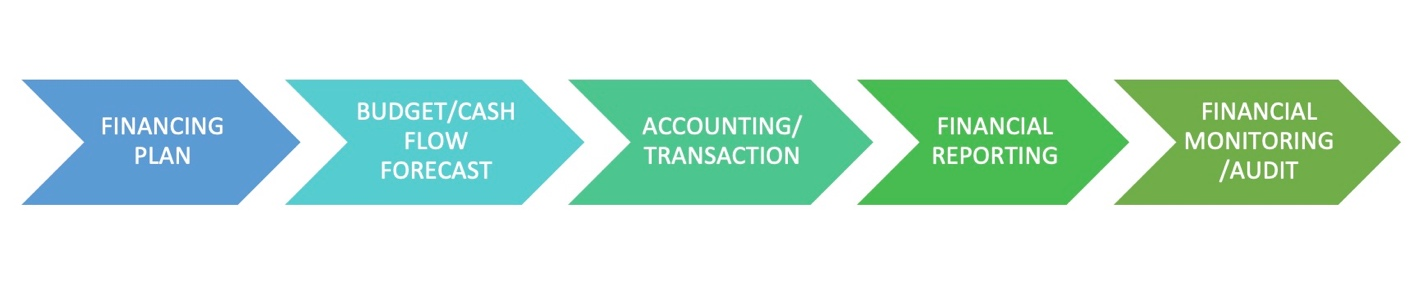 FINANCING
PLAN
BUDGET/CASH
FLOW
FORECAST
ACCOUNTING/
TRANSACTION
FINANCIAL
REPORTING
FINANCIAL
MONITORING
/AUDIT